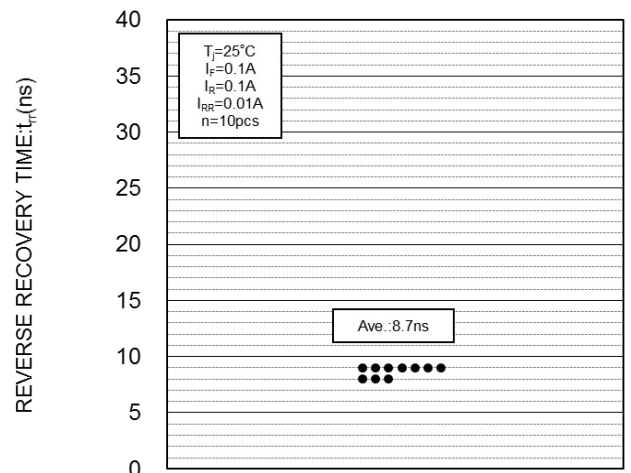 REVERSE RECOVERY TIME:trr(ns)
40
35
30
25
20
15
10
5
0
Tj=25°C
IF=0.1A
IR=0.1A
IRR=0.01A
n=10pcs
Ave.:8.7ns